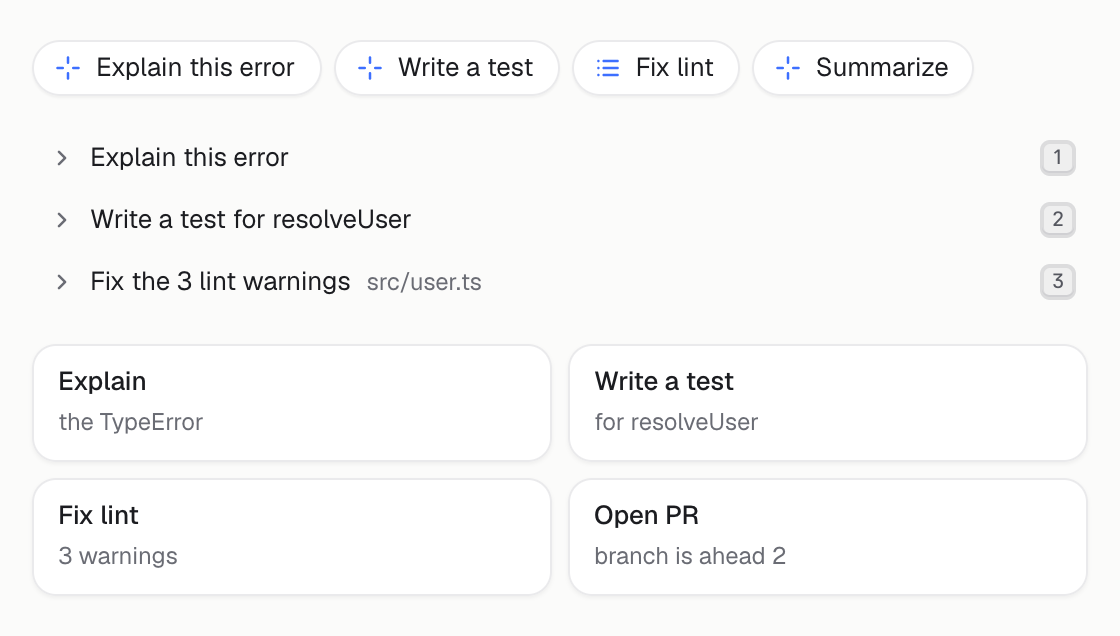 Explain this error
Write a test
Fix lint
Summarize
Explain this error 1
Write a test for resolveUser 2
Fix the 3 lint warnings src/user.ts 3
Explain
the TypeError
Write a test
for resolveUser
Fix lint
3 warnings
Open PR
branch is ahead 2